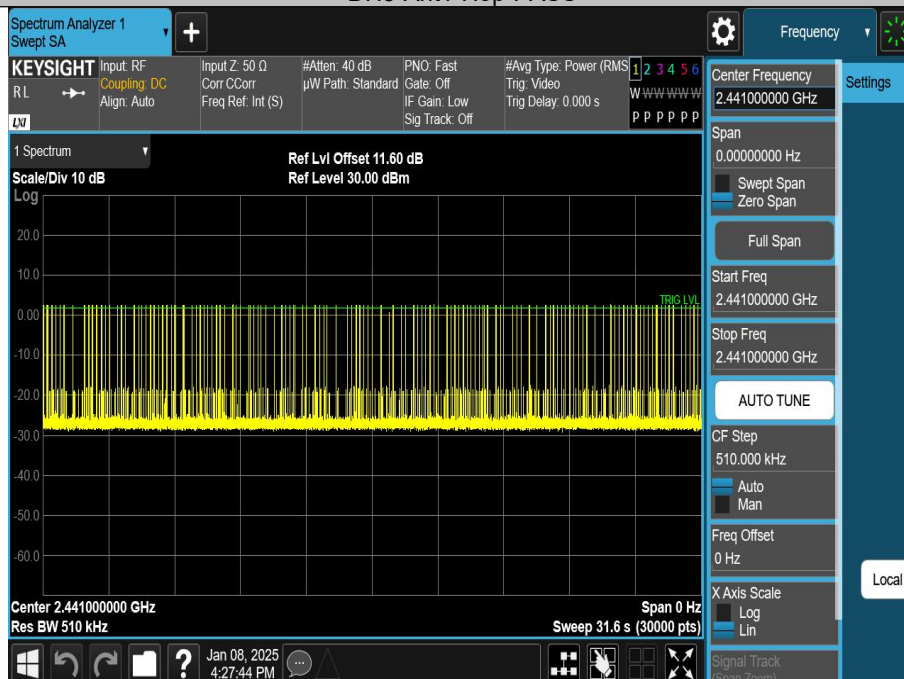 Spectrum Analyzer 1
Swept SA
+
Frequency
KEYSIGHT
R L
LXI
Input: RF
Coupling: DC
Align: Auto
Input Z: 50 Ω
Corr CCorr
Freq Ref: Int (S)
#Atten: 40 dB
µW Path: Standard
PNO: Fast
Gate: Off
IF Gain: Low
Sig Track: Off
#Avg Type: Power (RMS
Trig: Video
Trig Delay: 0.000 s
1 2 3 4 5 6
W W W W W W
P P P P P P
Center Frequency
2.441000000 GHz
Settings
Span
0.00000000 Hz
Swept Span
Zero Span
Full Span
Start Freq
2.441000000 GHz
Stop Freq
2.441000000 GHz
AUTO TUNE
CF Step
510.000 kHz
Auto
Man
Freq Offset
0 Hz
X Axis Scale
Log
Lin
Signal Track
(Span Zoom)
Local
1 Spectrum
Scale/Div 10 dB
Ref Lvl Offset 11.60 dB
Ref Level 30.00 dBm
Log
20.0
10.0
TRIG LVL
0.00
-10.0
-20.0
-30.0
-40.0
-50.0
-60.0
Center 2.441000000 GHz
Span 0 Hz
Res BW 510 kHz
Sweep 31.6 s (30000 pts)
?
Jan 08, 2025
4:27:44 PM